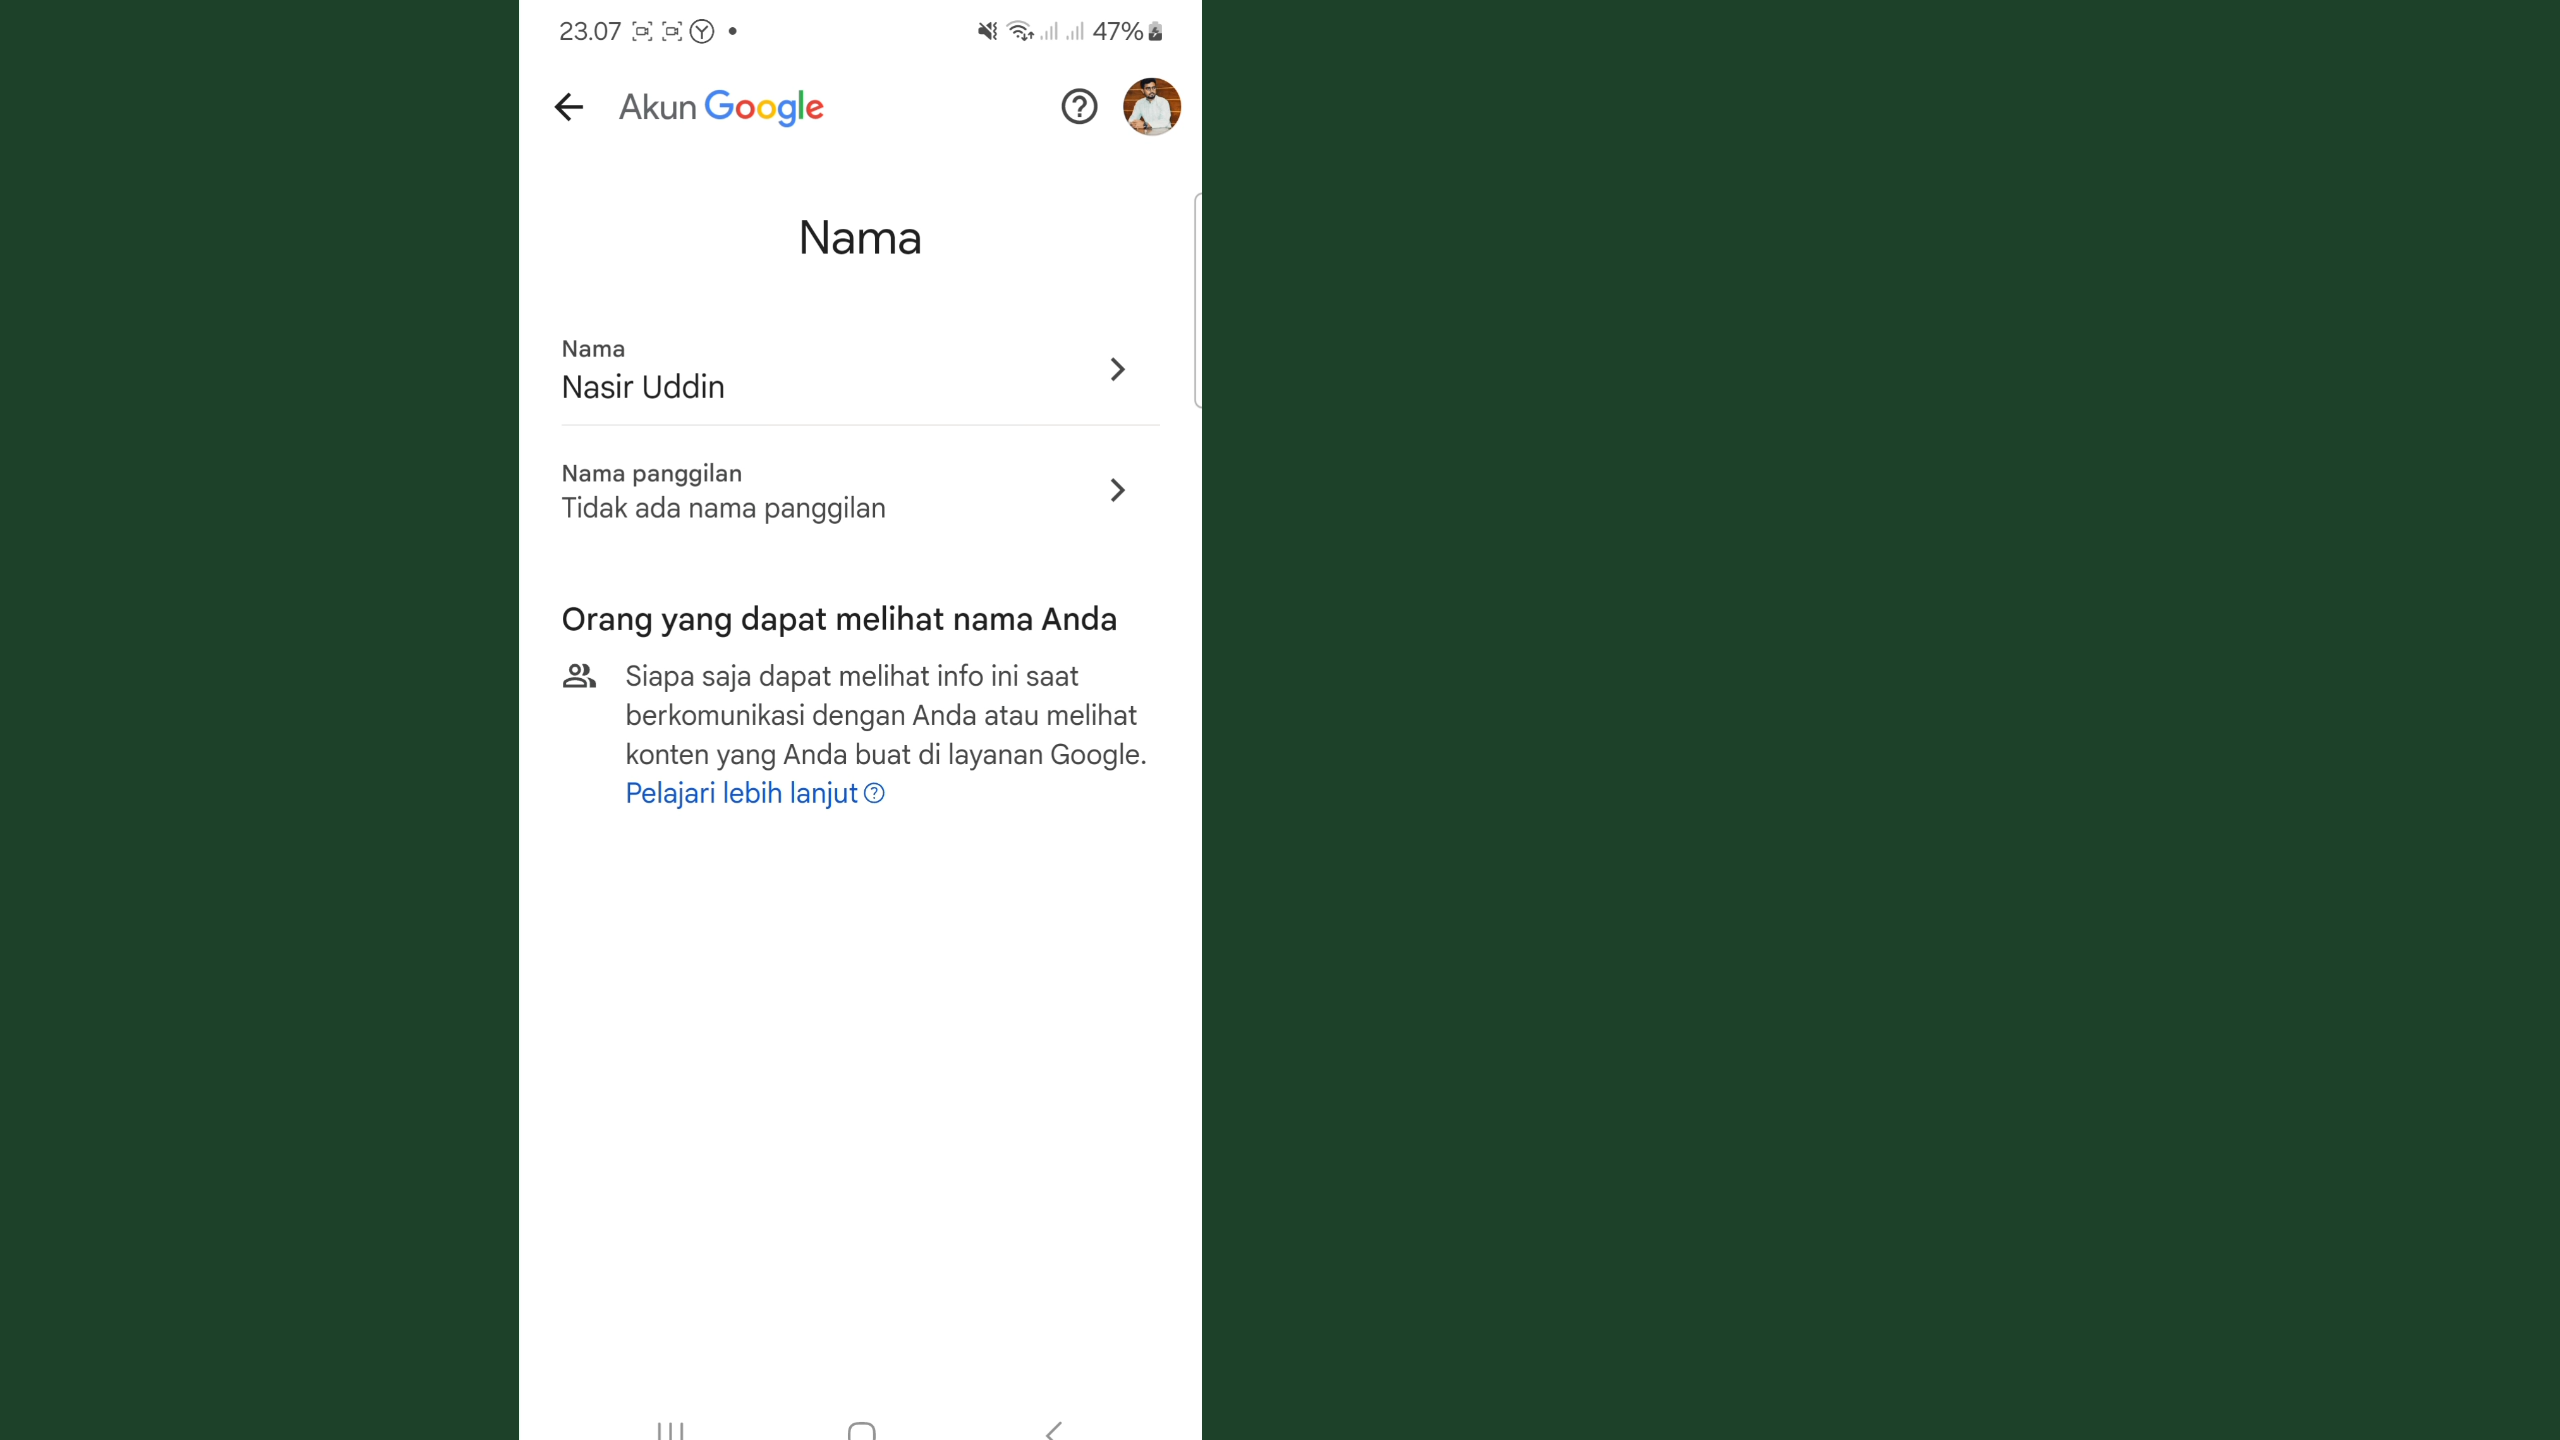 23.07
47%
Akun Google
Nama
Nama
Nasir Uddin
Nama panggilan
Tidak ada nama panggilan
Orang yang dapat melihat nama Anda
Siapa saja dapat melihat info ini saat
berkomunikasi dengan Anda atau melihat
konten yang Anda buat di layanan Google.
Pelajari lebih lanjut